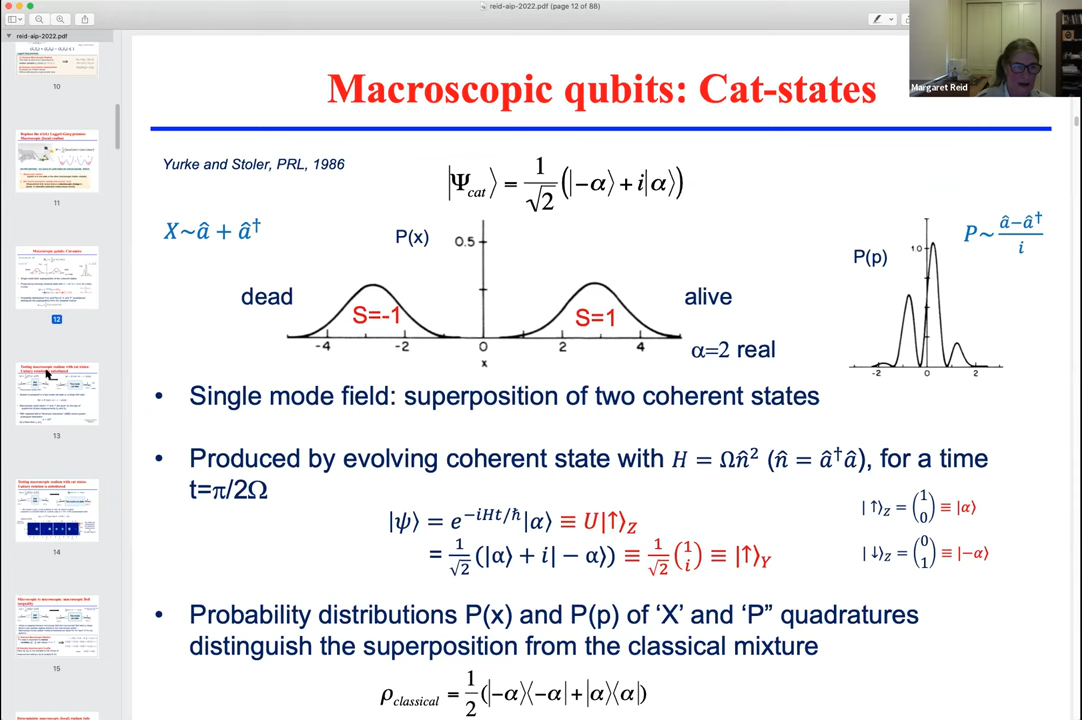 reid-aip-2022.pdf (page 12 of 88)
reid-aip-2022.pdf
Margaret Reid
10
11
12
13
14
15
Macroscopic qubits: Cat-states
Yurke and Stoler, PRL, 1986
|Ψcat⟩ = 1/√2 (|−α⟩ + i|α⟩)
X~â + â†
P(x)
0.5
P~ (â−â†)/i
P(p)
1.0
dead
S=-1
S=1
alive
-4 -2 0 2 4
x
α=2 real
-2 0 2
• Single mode field: superposition of two coherent states
• Produced by evolving coherent state with H = Ωn̂² (n̂ = â†â), for a time
t=π/2Ω
|ψ⟩ = e^{−iHt/ħ}|α⟩ ≡ U|↑⟩_Z
= 1/√2 (|α⟩ + i|−α⟩) ≡ 1/√2 (1 i) ≡ |↑⟩_Y
|↑⟩_Z = (1 0) ≡ |α⟩
|↓⟩_Z = (0 1) ≡ |−α⟩
• Probability distributions P(x) and P(p) of ‘X’ and ‘P” quadratures
distinguish the superposition from the classical mixture
ρ_classical = 1/2 (|−α⟩⟨−α|+|α⟩⟨α|)